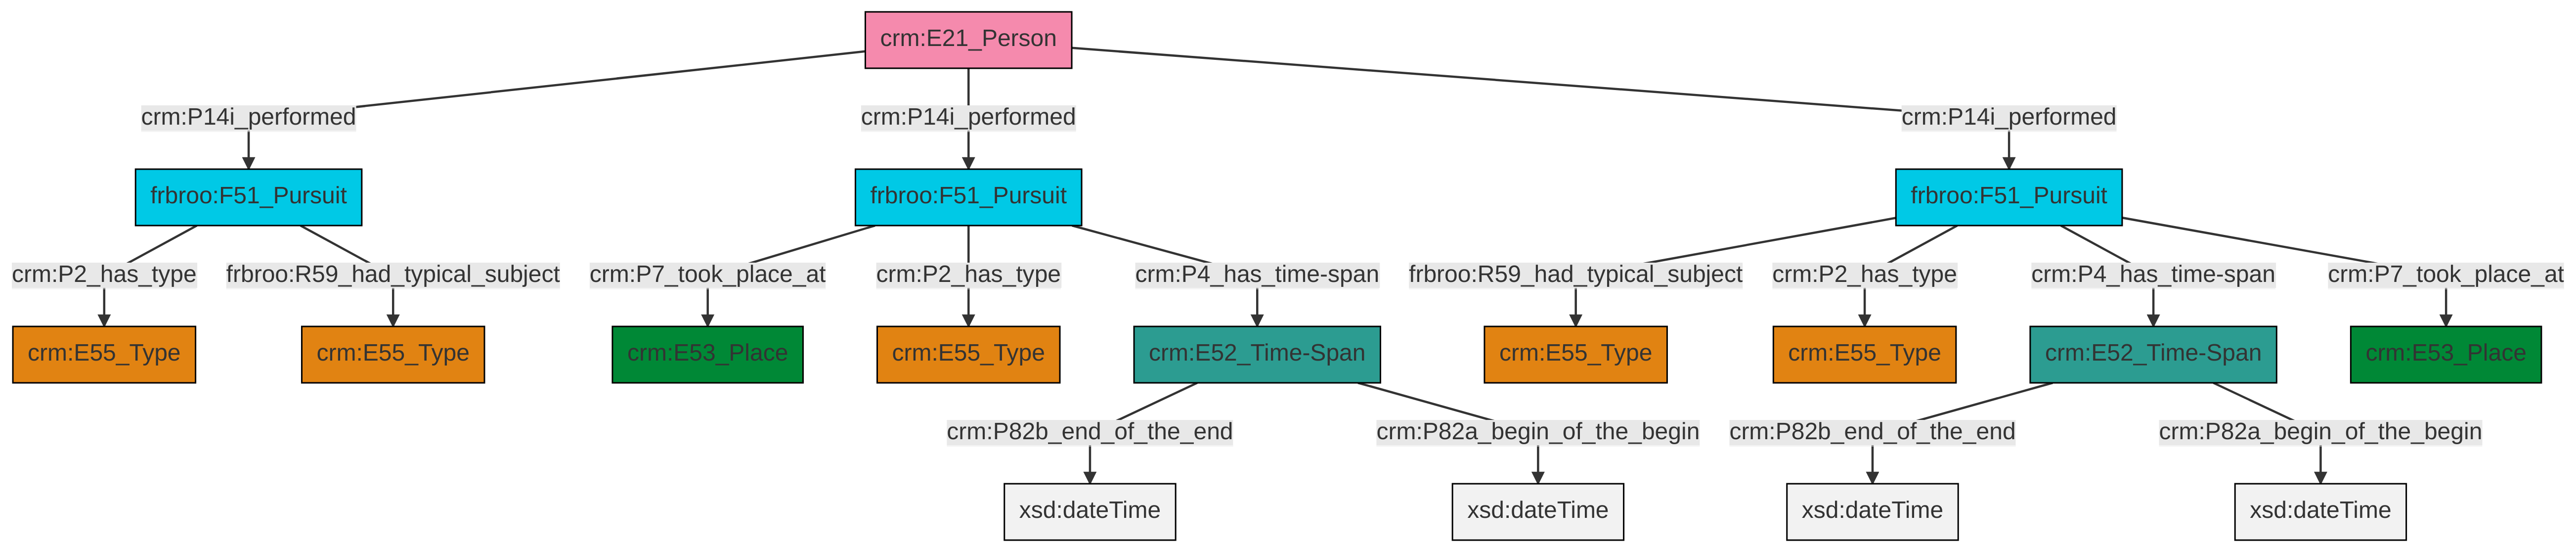 crm:E21_Person
crm:P14i_performed
crm:P14i_performed
crm:P14i_performed
frbroo:F51_Pursuit
frbroo:F51_Pursuit
frbroo:F51_Pursuit
crm:P2_has_type
frbroo:R59_had_typical_subject
crm:P7_took_place_at
crm:P2_has_type
crm:P4_has_time-span
frbroo:R59_had_typical_subject
crm:P2_has_type
crm:P4_has_time-span
crm:P7_took_place_at
crm:E55_Type
crm:E55_Type
crm:E53_Place
crm:E55_Type
crm:E52_Time-Span
crm:E55_Type
crm:E55_Type
crm:E52_Time-Span
crm:E53_Place
crm:P82b_end_of_the_end
crm:P82a_begin_of_the_begin
crm:P82b_end_of_the_end
crm:P82a_begin_of_the_begin
xsd:dateTime
xsd:dateTime
xsd:dateTime
xsd:dateTime